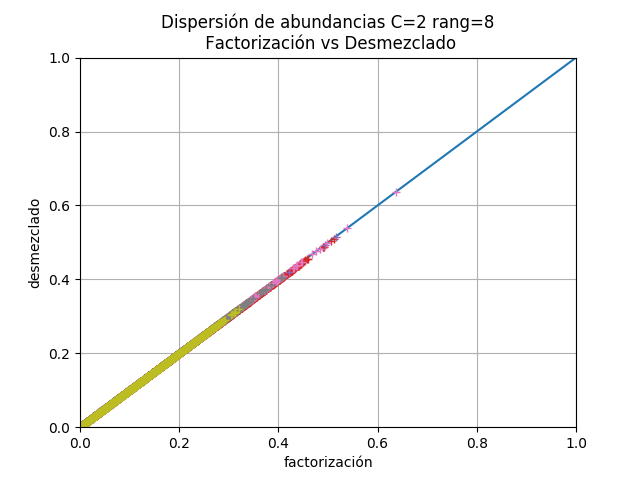 Dispersión de abundancias C=2 rang=8
Factorización vs Desmezclado
1.0
0.8
0.6
0.4
0.2
0.0
desmezclado
0.0 0.2 0.4 0.6 0.8 1.0
factorización